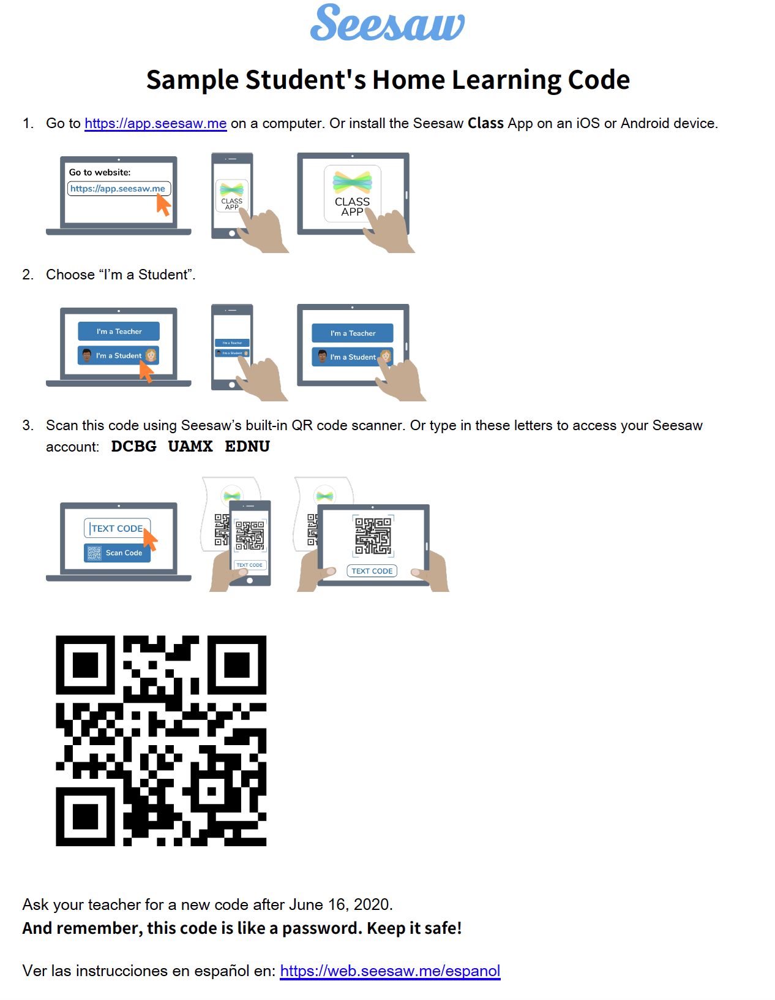 Seesaw
Sample Student's Home Learning Code
1. Go to https://app.seesaw.me on a computer. Or install the Seesaw Class App on an iOS or Android device.
Go to website:
https://app.seesaw.me
CLASS
APP
CLASS
APP
2. Choose “I’m a Student”.
I'm a Teacher
I'm a Student
I'm a Teacher
I'm a Student
I'm a Teacher
I'm a Student
3. Scan this code using Seesaw’s built-in QR code scanner. Or type in these letters to access your Seesaw
account: DCBG UAMX EDNU
TEXT CODE
Scan Code
TEXT CODE
TEXT CODE
Ask your teacher for a new code after June 16, 2020.
And remember, this code is like a password. Keep it safe!
Ver las instrucciones en español en: https://web.seesaw.me/espanol